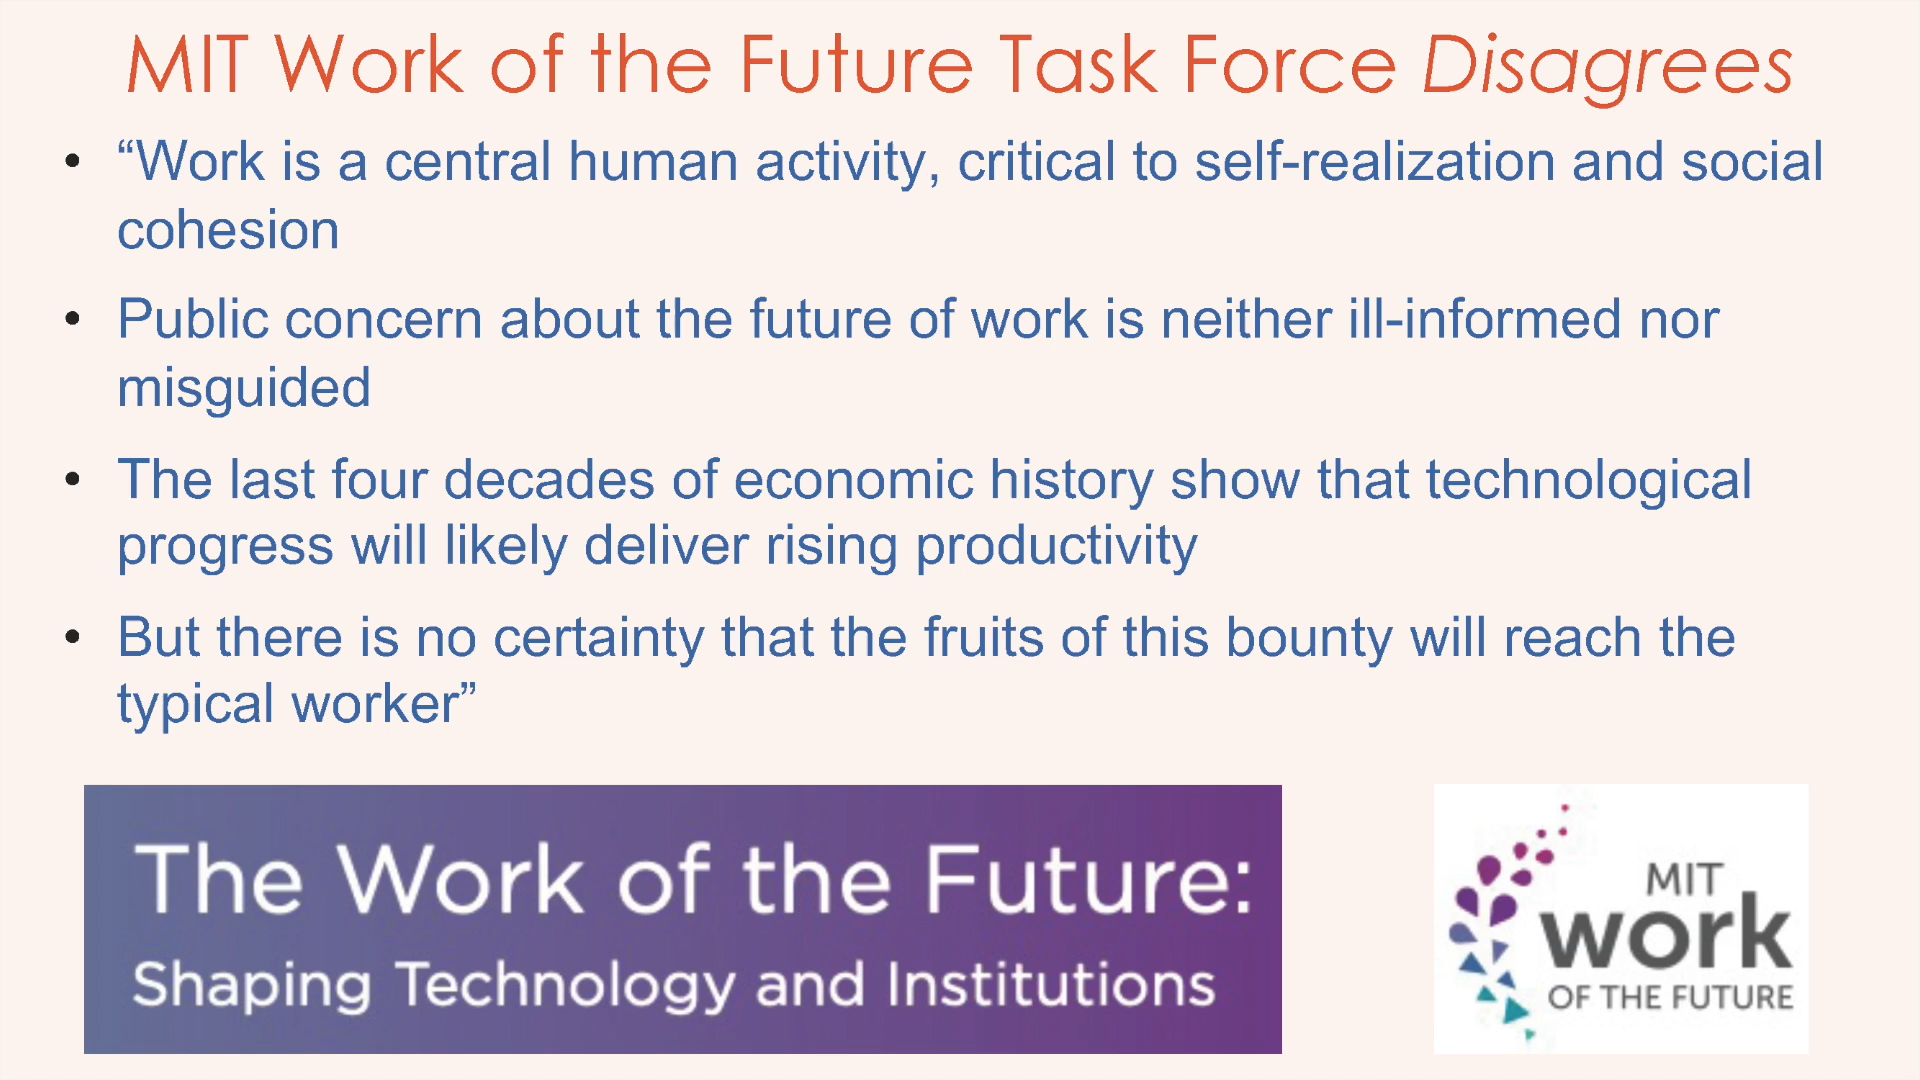 MIT Work of the Future Task Force Disagrees
• “Work is a central human activity, critical to self-realization and social
cohesion
• Public concern about the future of work is neither ill-informed nor
misguided
• The last four decades of economic history show that technological
progress will likely deliver rising productivity
• But there is no certainty that the fruits of this bounty will reach the
typical worker”
The Work of the Future:
Shaping Technology and Institutions
MIT
work
OF THE FUTURE